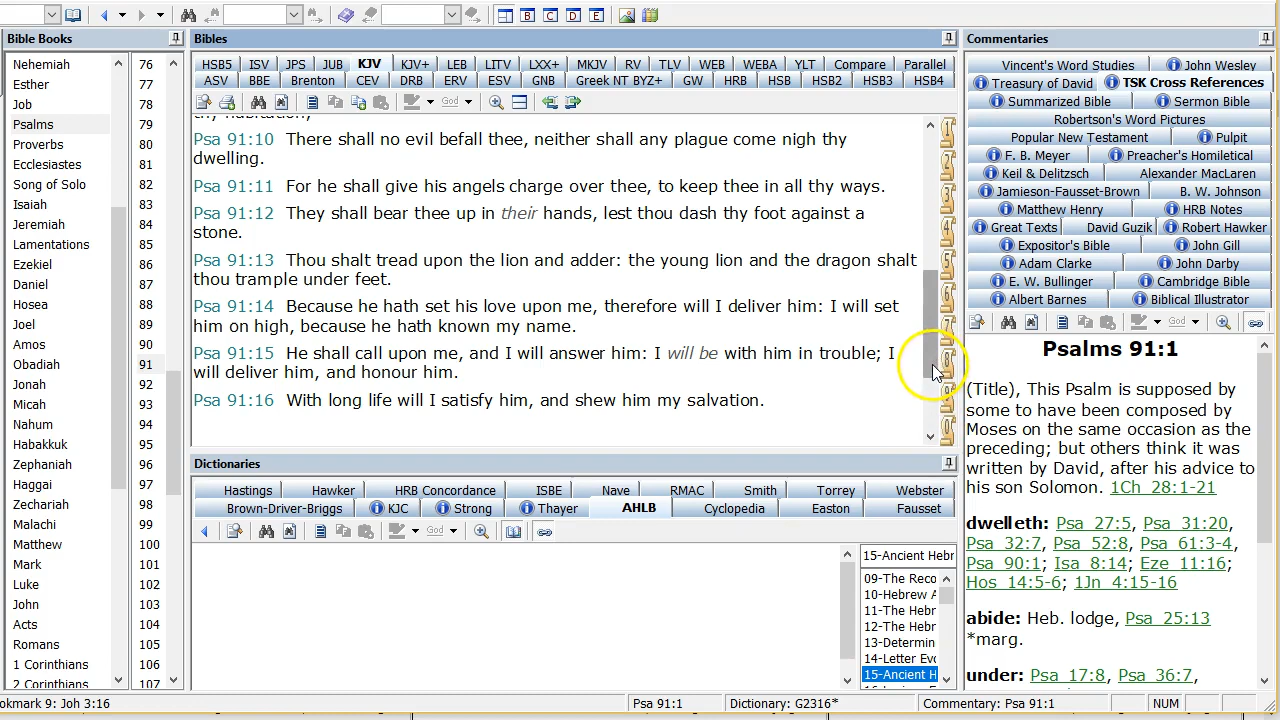 Bible Books
Nehemiah 76
Esther 77
Job 78
Psalms 79
Proverbs 80
Ecclesiastes 81
Song of Solo 82
Isaiah 83
Jeremiah 84
Lamentations 85
Ezekiel 86
Daniel 87
Hosea 88
Joel 89
Amos 90
Obadiah 91
Jonah 92
Micah 93
Nahum 94
Habakkuk 95
Zephaniah 96
Haggai 97
Zechariah 98
Malachi 99
Matthew 100
Mark 101
Luke 102
John 103
Acts 104
Romans 105
1 Corinthians 106
2 Corinthians 107
B C D E
Bibles
HSB5 ISV JPS JUB KJV KJV+ LEB LITV LXX+ MKJV RV TLV WEB WEBA YLT Compare Parallel
ASV BBE Brenton CEV DRB ERV ESV GNB Greek NT BYZ+ GW HRB HSB HSB2 HSB3 HSB4
God
thy habitation;
Psa 91:10 There shall no evil befall thee, neither shall any plague come nigh thy
dwelling.
Psa 91:11 For he shall give his angels charge over thee, to keep thee in all thy ways.
Psa 91:12 They shall bear thee up in their hands, lest thou dash thy foot against a
stone.
Psa 91:13 Thou shalt tread upon the lion and adder: the young lion and the dragon shalt
thou trample under feet.
Psa 91:14 Because he hath set his love upon me, therefore will I deliver him: I will set
him on high, because he hath known my name.
Psa 91:15 He shall call upon me, and I will answer him: I will be with him in trouble; I
will deliver him, and honour him.
Psa 91:16 With long life will I satisfy him, and shew him my salvation.
1
2
3
4
5
6
7
8
9
0
Dictionaries
Hastings Hawker HRB Concordance ISBE Nave RMAC Smith Torrey Webster
Brown-Driver-Briggs KJC Strong Thayer AHLB Cyclopedia Easton Fausset
God
15-Ancient Hebr
09-The Reco
10-Hebrew A
11-The Hebr
12-The Hebr
13-Determin
14-Letter Evo
15-Ancient H
Commentaries
Vincent's Word Studies John Wesley
Treasury of David TSK Cross References
Summarized Bible Sermon Bible
Robertson's Word Pictures
Popular New Testament Pulpit
F. B. Meyer Preacher's Homiletical
Keil & Delitzsch Alexander MacLaren
Jamieson-Fausset-Brown B. W. Johnson
Matthew Henry HRB Notes
Great Texts David Guzik Robert Hawker
Expositor's Bible John Gill
Adam Clarke John Darby
E. W. Bullinger Cambridge Bible
Albert Barnes Biblical Illustrator
God
Psalms 91:1
(Title), This Psalm is supposed by
some to have been composed by
Moses on the same occasion as the
preceding; but others think it was
written by David, after his advice to
his son Solomon. 1Ch 28:1-21
dwelleth: Psa 27:5, Psa 31:20,
Psa 32:7, Psa 52:8, Psa 61:3-4,
Psa 90:1; Isa 8:14; Eze 11:16;
Hos 14:5-6; 1Jn 4:15-16
abide: Heb. lodge, Psa 25:13
*marg.
under: Psa 17:8, Psa 36:7,
okmark 9: Joh 3:16 Psa 91:1 Dictionary: G2316* Commentary: Psa 91:1 NUM